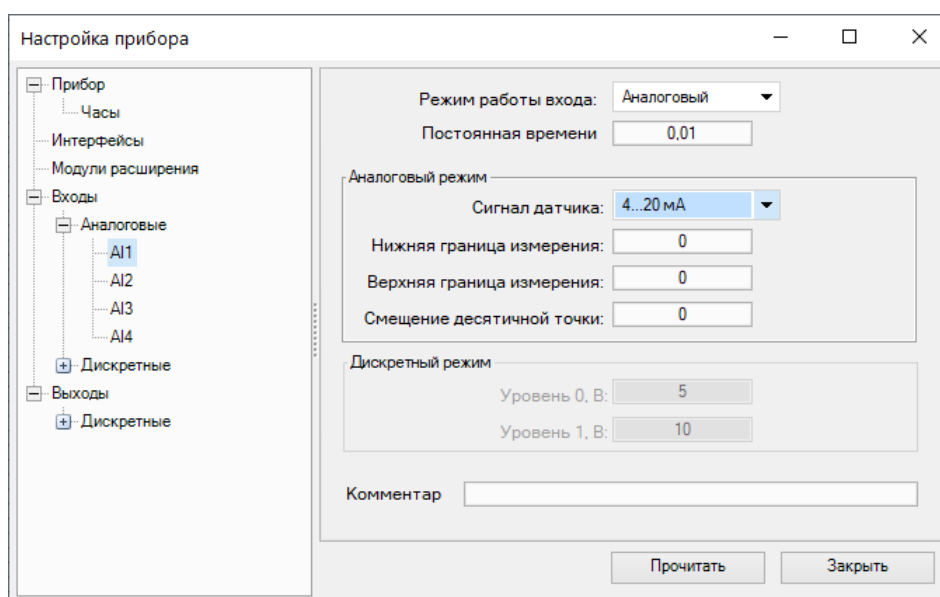 Настройка прибора
Прибор
Часы
Интерфейсы
Модули расширения
Входы
Аналоговые
AI1
AI2
AI3
AI4
Дискретные
Выходы
Дискретные
Режим работы входа: Аналоговый
Постоянная времени 0,01
Аналоговый режим
Сигнал датчика: 4...20 мА
Нижняя граница измерения: 0
Верхняя граница измерения: 0
Смещение десятичной точки: 0
Дискретный режим
Уровень 0, В: 5
Уровень 1, В: 10
Комментар
Прочитать Закрыть